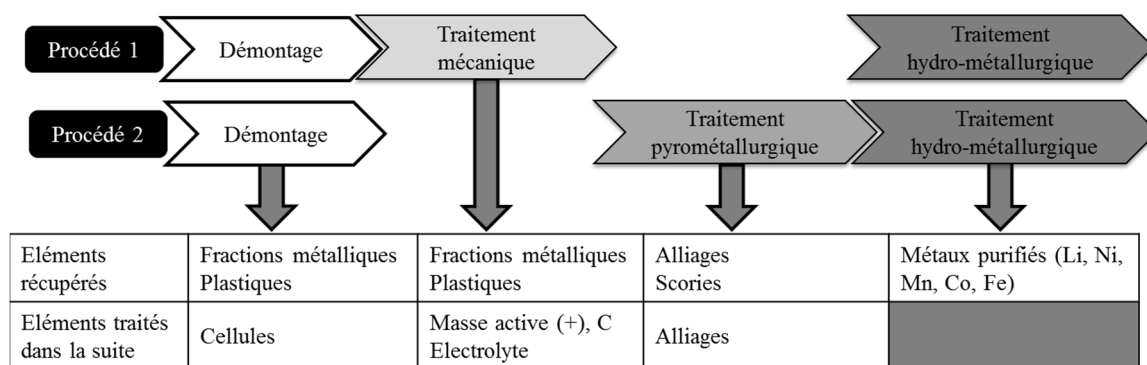 Procédé 1
Démontage
Traitement
mécanique
Traitement
hydro-métallurgique
Procédé 2
Démontage
Traitement
pyrométallurgique
Traitement
hydro-métallurgique
Eléments
récupérés
Fractions métalliques
Plastiques
Fractions métalliques
Plastiques
Alliages
Scories
Métaux purifiés (Li, Ni,
Mn, Co, Fe)
Eléments traités
dans la suite
Cellules
Masse active (+), C
Electrolyte
Alliages